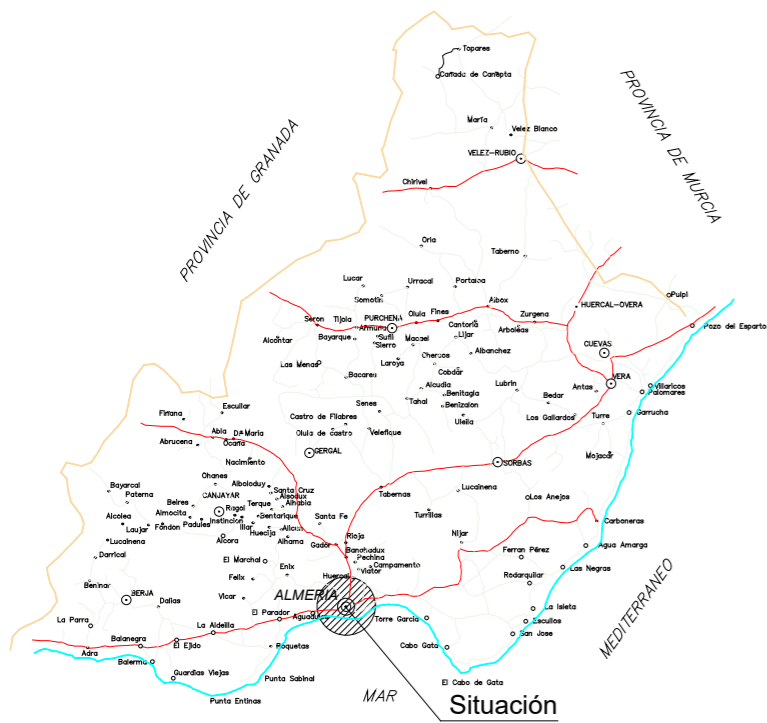 Topares
Cañada de Cañepla
PROVINCIA DE MURCIA
PROVINCIA DE GRANADA
María
Velez Blanco
VELEZ-RUBIO
Chirivel
Oria
Taberno
Lucar
Urracal
Portaloa
Somotin
Pulpi
Albox
HUERCAL-OVERA
Seron
Tijola
PURCHENA
Olula
Fines
Cantoria
Zurgena
Arboleas
Pozo del Esparto
Armuna
Alcontar
Bayarque
Sufli
Sierro
Macael
Lijar
CUEVAS
Las Menas
Laroya
Chercos
Albanchez
Cobdar
VERA
Bacares
Alcudia
Benitagla
Lubrin
Antas
Villaricos
Palomares
Bedar
Senes
Tahal
Benizalon
Los Gallardos
Turre
Garrucha
Escullar
Castro de Filabres
Uleila
Fiñana
Olula de castro
Velefique
Abla
Dª Maria
Abrucena
Ocaña
GERGAL
Mojacar
Nacimiento
SORBAS
Ohanes
Alboloduy
Santa Cruz
Tabernas
Lucainena
Bayarcal
Paterna
CANJAYAR
Alsodux
Los Anejos
Beires
Terque
Alhabia
Ragol
Bentarique
Santa Fe
Turrillas
Alcolea
Almocita
Instincion
Laujar
Fondon
Padules
Illar
Huecija
Alicun
Carboneras
Lucainena
Alcora
Alhama
Gador
Rioja
Nijar
Agua Amarga
Darrical
Benahadux
Ferran Pérez
El Marchal
Pechina
Viator
Campamento
Las Negras
Beninar
Felix
Enix
Huercal
Rodarquilar
BERJA
Vicar
ALMERIA
MEDITERRANEO
Dalias
El Parador
Aguadulce
La Isleta
La Parra
La Aldeilla
Torre Garcia
Escullos
San Jose
Balanegra
El Ejido
Roquetas
Cabo Gata
Adra
Balerma
Guardias Viejas
Punta Sabinal
El Cabo de Gata
Punta Entinas
MAR
Situación